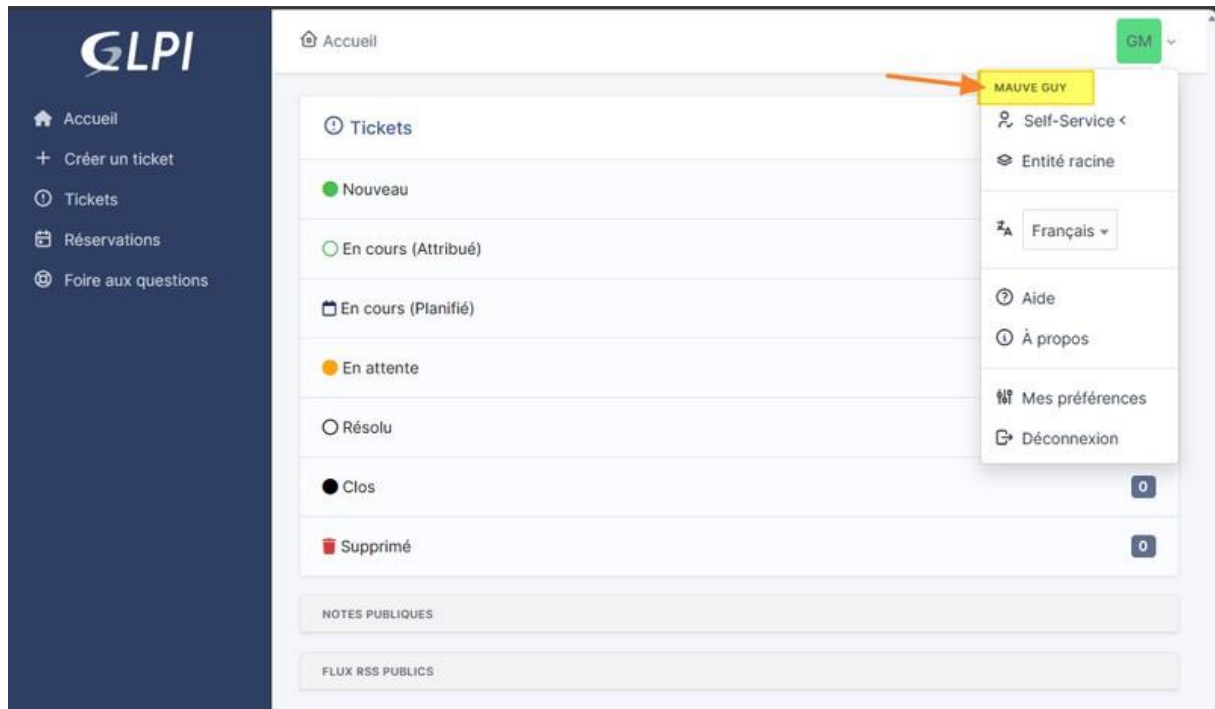 GLPI
Accueil
Créer un ticket
Tickets
Réservations
Foire aux questions
Accueil
GM
Tickets
Nouveau
En cours (Attribué)
En cours (Planifié)
En attente
Résolu
Clos
0
Supprimé
0
NOTES PUBLIQUES
FLUX RSS PUBLICS
MAUVE GUY
Self-Service
Entité racine
Français
Aide
À propos
Mes préférences
Déconnexion